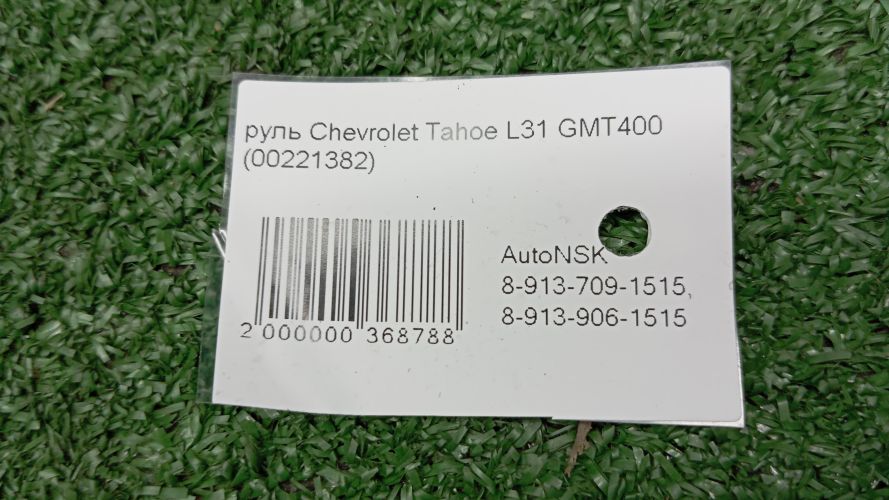 руль Chevrolet Tahoe L31 GMT400
(00221382)
AutoNSK
8-913-709-1515,
8-913-906-1515
2 000000 368788